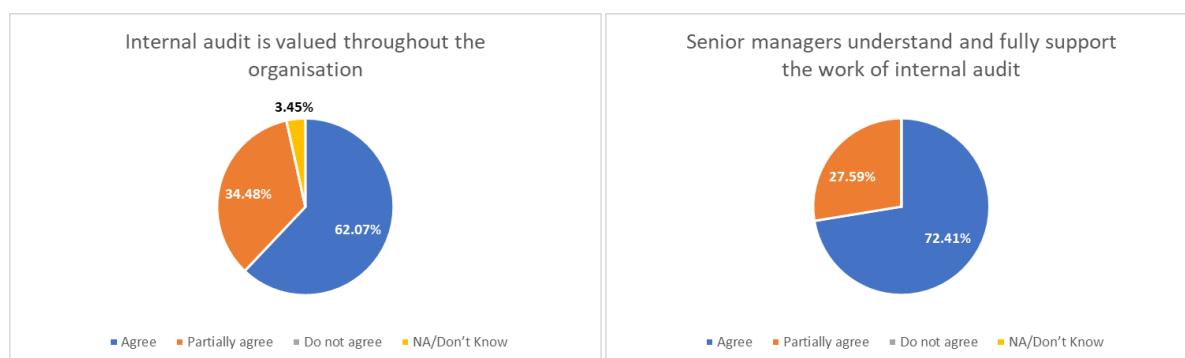 Internal audit is valued throughout the
organisation
3.45%
34.48%
62.07%
Agree Partially agree Do not agree NA/Don't Know
Senior managers understand and fully support
the work of internal audit
27.59%
72.41%
Agree Partially agree Do not agree NA/Don't Know